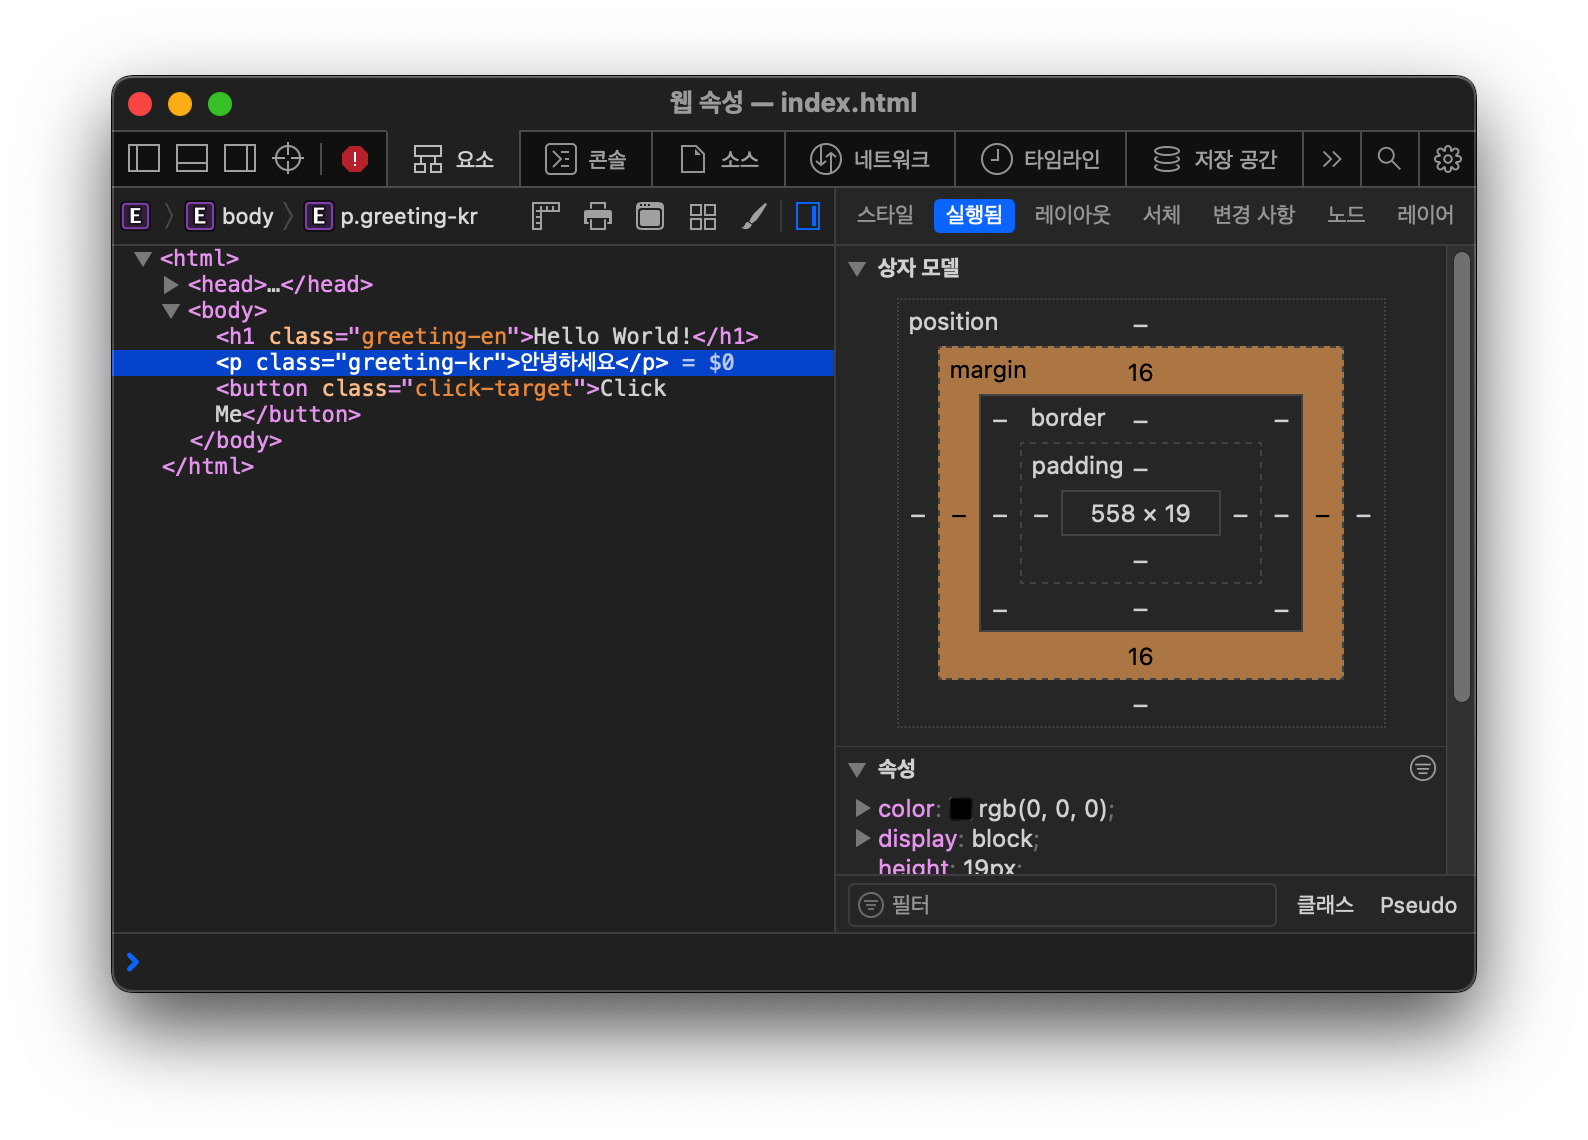 웹 속성 — index.html
요소 콘솔 소스 네트워크 타임라인 저장 공간
E E body E p.greeting-kr
스타일 실행됨 레이아웃 서체 변경 사항 노드 레이어
<html>
<head>…</head>
<body>
<h1 class="greeting-en">Hello World!</h1>
<p class="greeting-kr">안녕하세요</p> = $0
<button class="click-target">Click
Me</button>
</body>
</html>
상자 모델
position –
margin 16
– border – –
padding –
– – – – 558 × 19 – – – –
–
– – –
16
–
속성
color: rgb(0, 0, 0);
display: block;
height: 19px;
필터 클래스 Pseudo